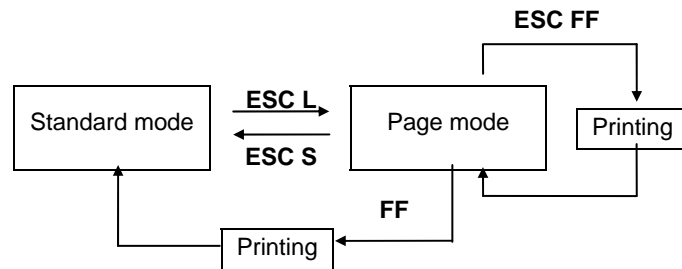 ESC FF
ESC L
Standard mode
Page mode
Printing
ESC S
FF
Printing